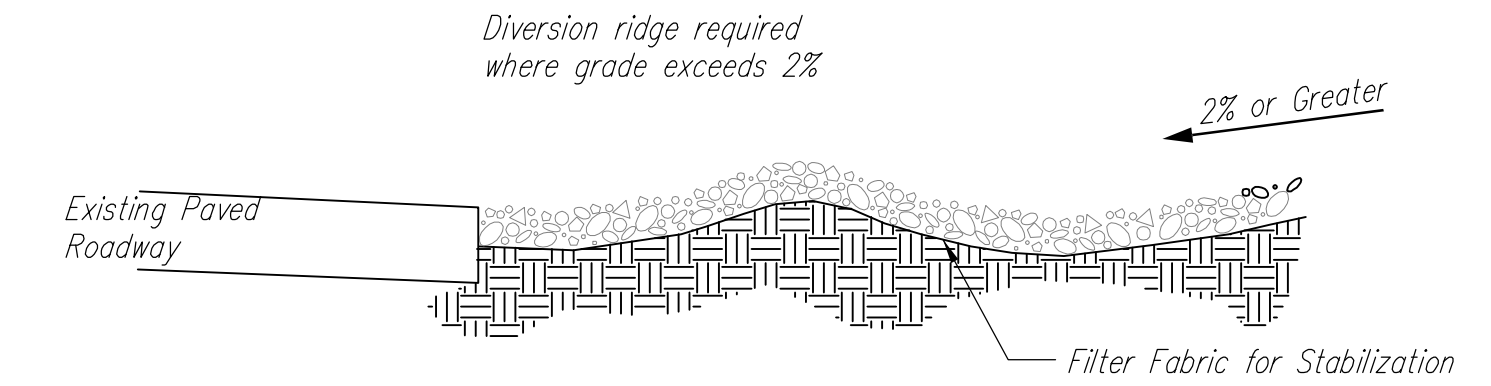 Diversion ridge required
where grade exceeds 2%
2% or Greater
Existing Paved
Roadway
Filter Fabric for Stabilization